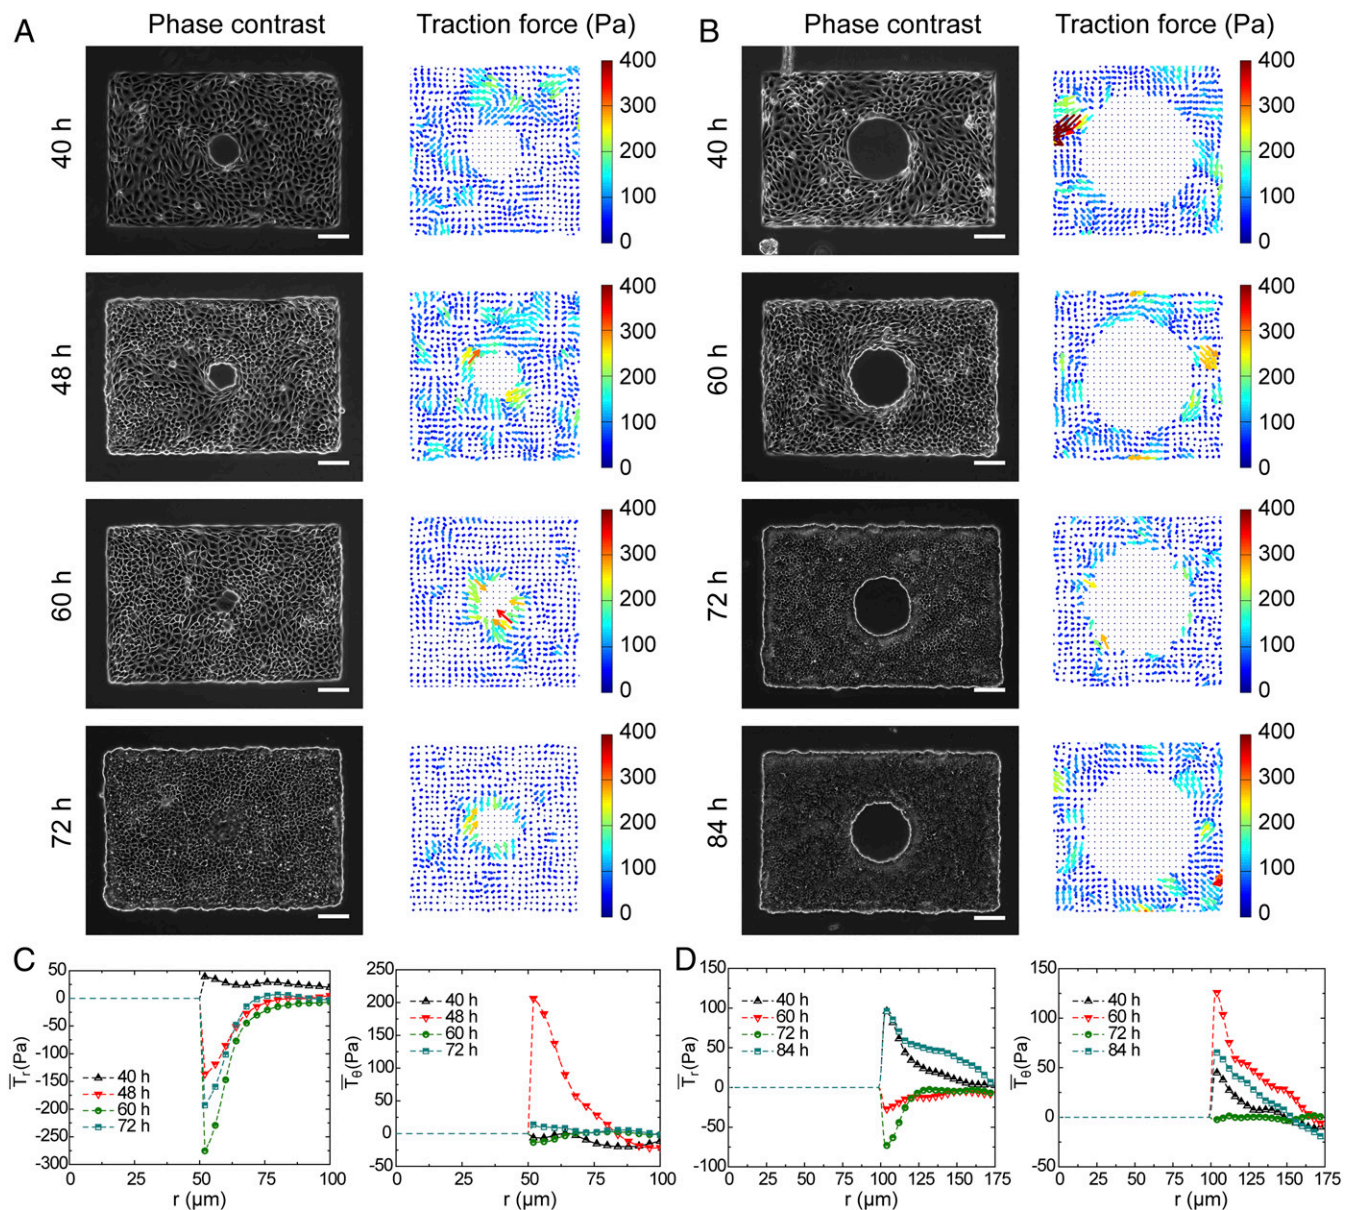 A Phase contrast Traction force (Pa) B Phase contrast Traction force (Pa)
40 h 400 300 200 100 0 40 h 400 300 200 100 0
48 h 400 300 200 100 0 60 h 400 300 200 100 0
60 h 400 300 200 100 0 72 h 400 300 200 100 0
72 h 400 300 200 100 0 84 h 400 300 200 100 0
C
T̅r(Pa)
50
0
-50
-100
-150
-200
-250
-300
40 h
48 h
60 h
72 h
0 25 50 75 100
r (μm)
T̅θ(Pa)
250
200
150
100
50
0
-50
40 h
48 h
60 h
72 h
0 25 50 75 100
r (μm)
D
T̅r(Pa)
150
100
50
0
-50
-100
40 h
60 h
72 h
84 h
0 25 50 75 100 125 150 175
r (μm)
T̅θ(Pa)
150
100
50
0
-50
40 h
60 h
72 h
84 h
0 25 50 75 100 125 150 175
r (μm)